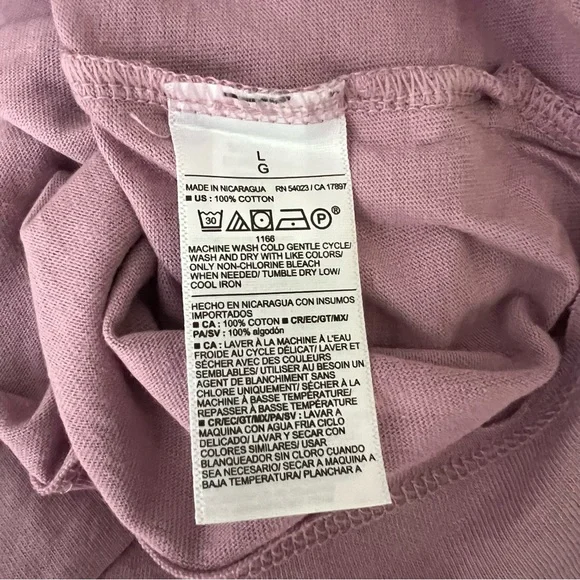 L
G
MADE IN NICARAGUA RN 54023 / CA 17897
■ US : 100% COTTON
30 P ®
1166
MACHINE WASH COLD GENTLE CYCLE/
WASH AND DRY WITH LIKE COLORS/
ONLY NON-CHLORINE BLEACH
WHEN NEEDED/ TUMBLE DRY LOW/
COOL IRON
HECHO EN NICARAGUA CON INSUMOS
IMPORTADOS
■ CA : 100% COTON ■ CR/EC/GT/MX/
PA/SV : 100% algodón
■ CA : LAVER À LA MACHINE À L'EAU
FROIDE AU CYCLE DÉLICAT/ LAVER ET
SÉCHER AVEC DES COULEURS
SEMBLABLES/ UTILISER AU BESOIN UN
AGENT DE BLANCHIMENT SANS
CHLORE UNIQUEMENT/ SÉCHER À LA
MACHINE À BASSE TEMPÉRATURE/
REPASSER À BASSE TEMPÉRATURE
■ CR/EC/GT/MX/PA/SV : LAVAR A
MAQUINA CON AGUA FRIA CICLO
DELICADO/ LAVAR Y SECAR CON
COLORES SIMILARES/ USAR
BLANQUEADOR SIN CLORO CUANDO
SEA NECESARIO/ SECAR A MAQUINA A
BAJA TEMPERATURA/ PLANCHAR A